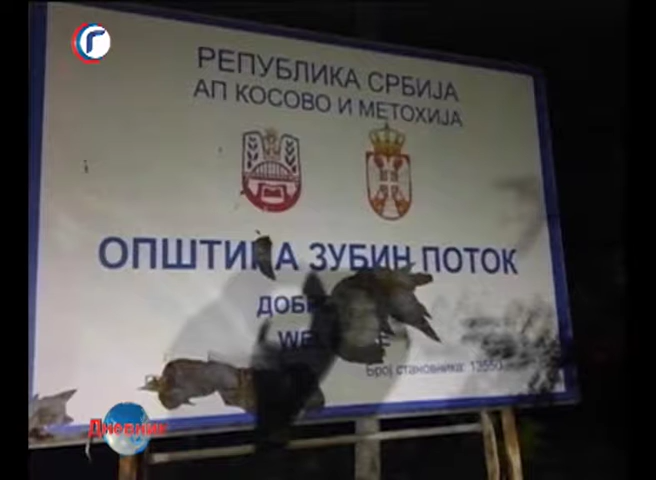 РЕПУБЛИКА СРБИЈА
АП КОСОВО И МЕТОХИЈА
ОПШТИНА ЗУБИН ПОТОК
Број становника: 13550
Дневник